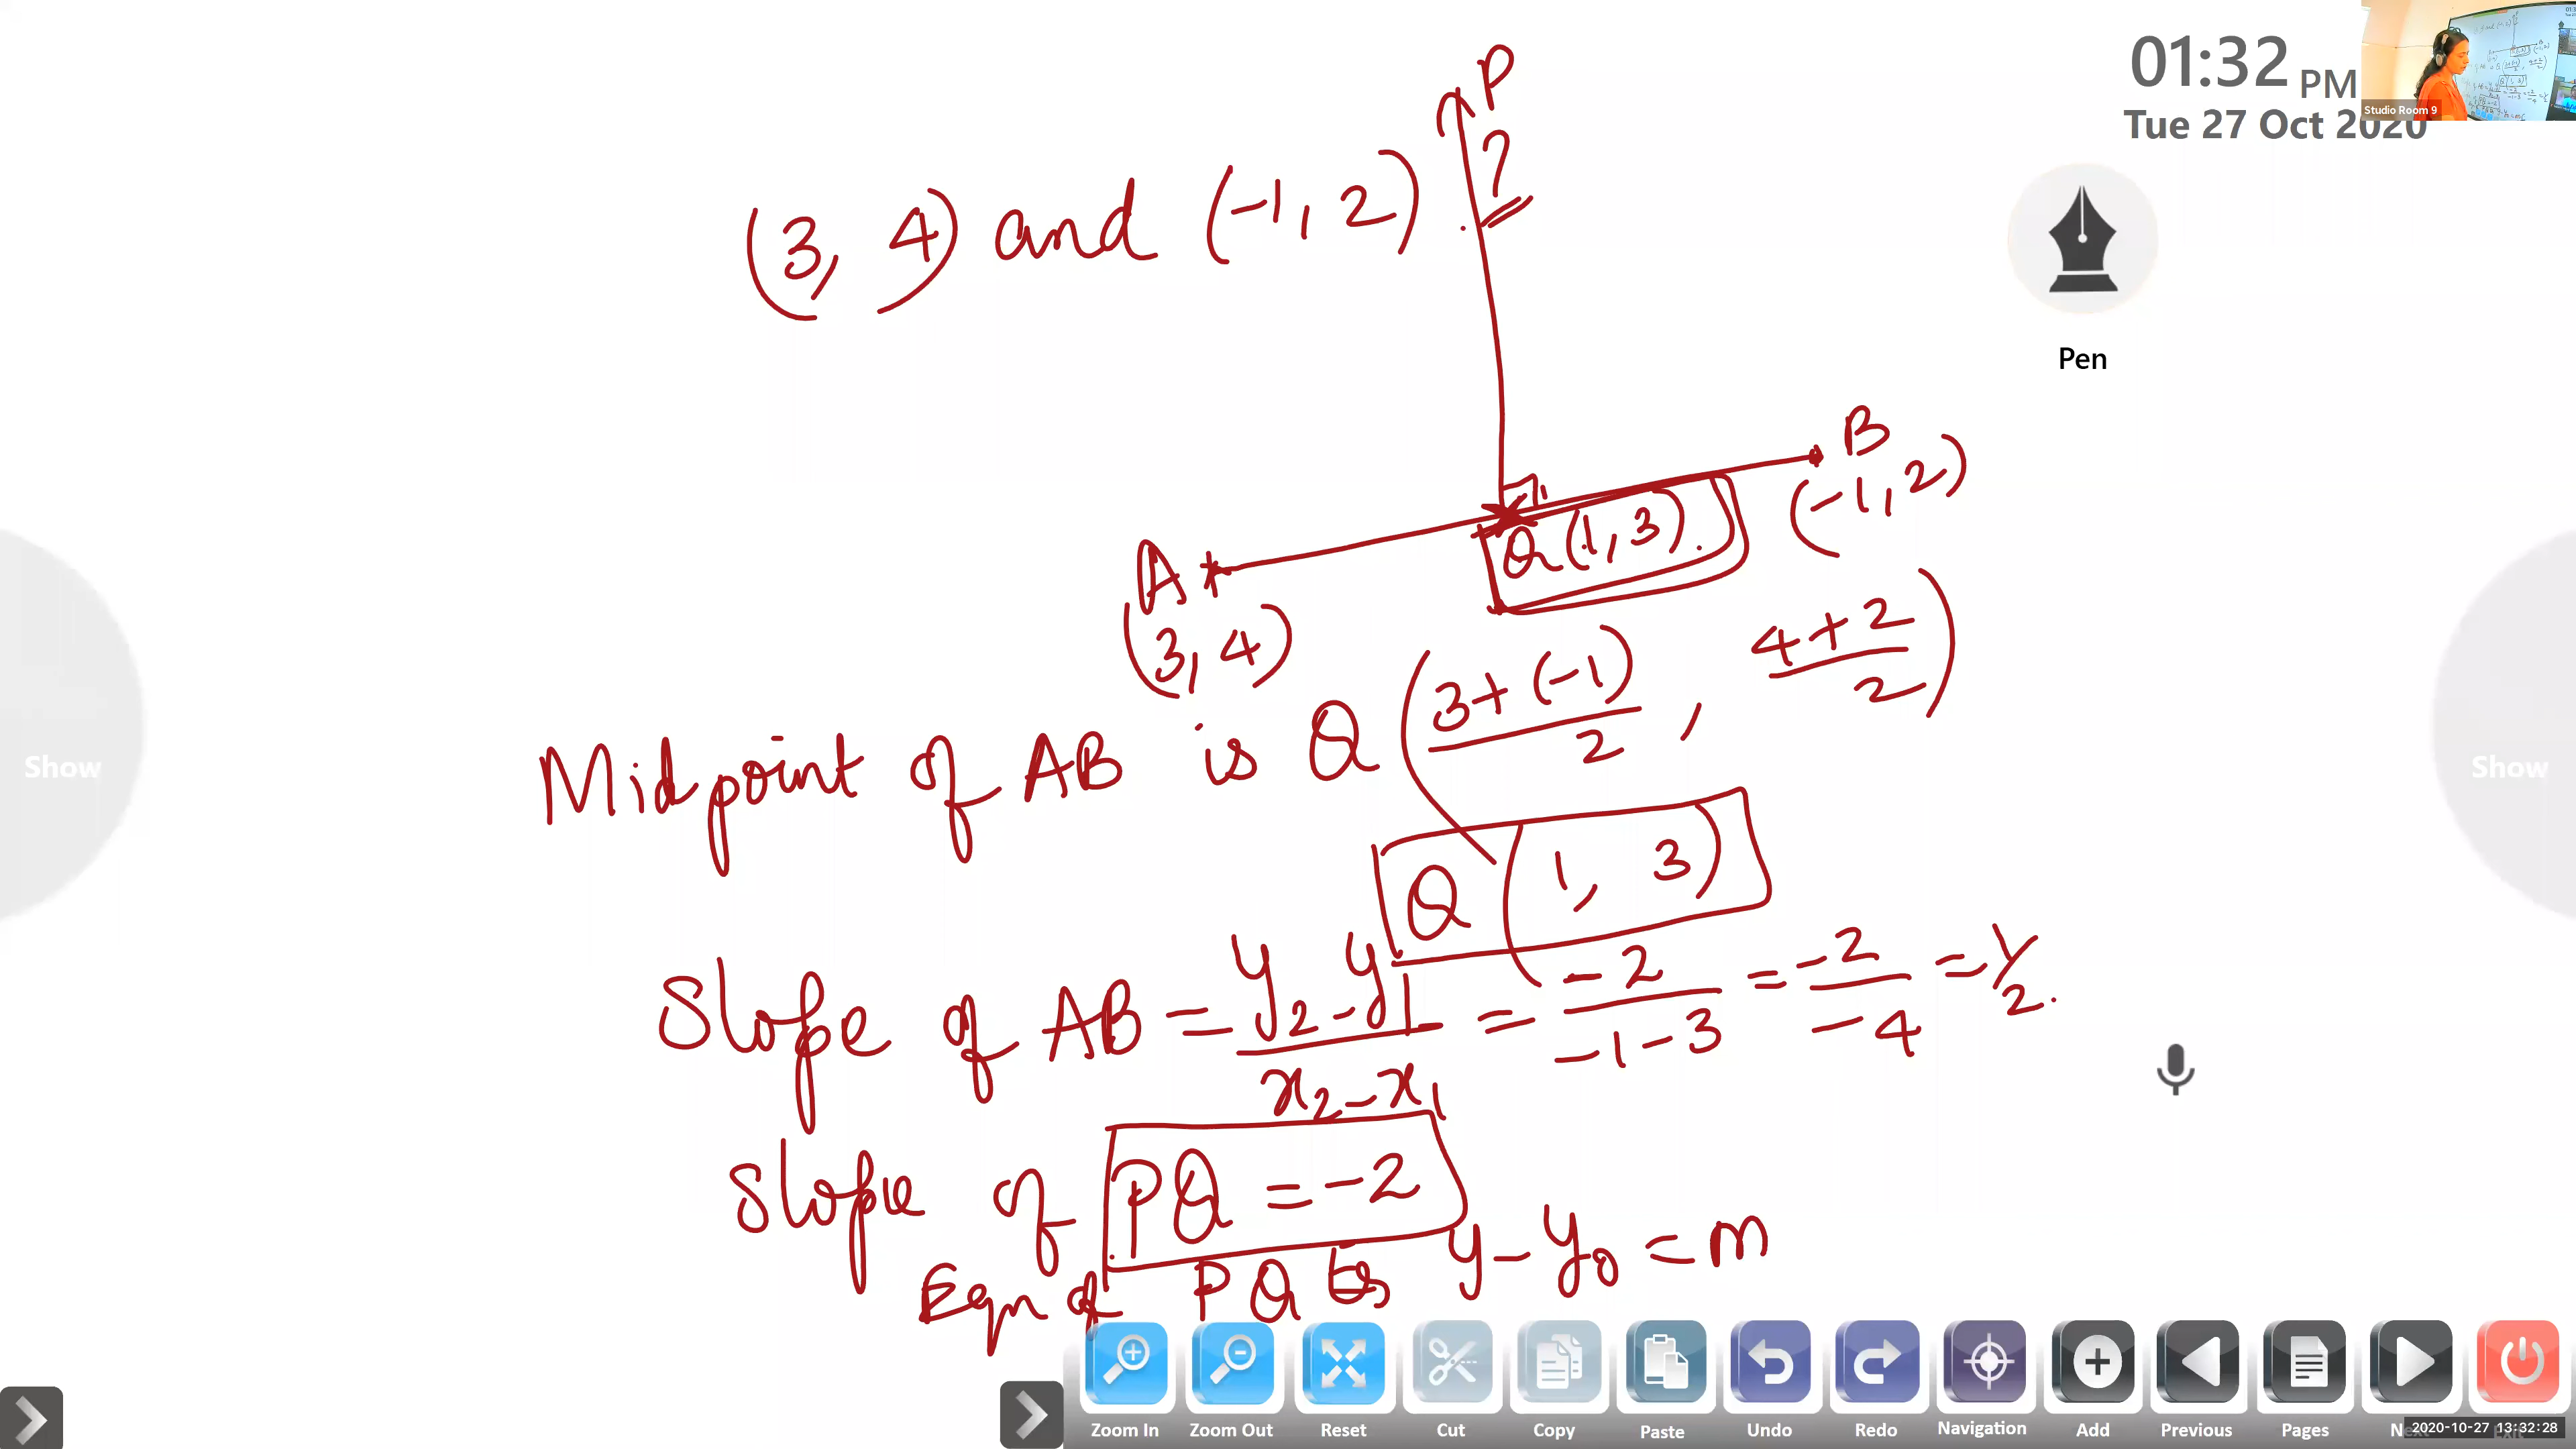 01:32 PM
Tue 27 Oct 2020
Studio Room 9
P
?
(3, 4) and (-1, 2)
Pen
B
(-1, 2)
Q (1, 3)
A
(3, 4)
Midpoint of AB is Q (3+(-1)/2 , 4+2/2)
Show
Show
Q (1, 3)
Slope of AB = y2-y1/x2-x1 = -2/-1-3 = -2/-4 = 1/2.
Slope of PQ = -2
Eqn of PQ is y - y0 = m
Zoom In
Zoom Out
Reset
Cut
Copy
Paste
Undo
Redo
Navigation
Add
Previous
Pages
2020-10-27 13:32:28